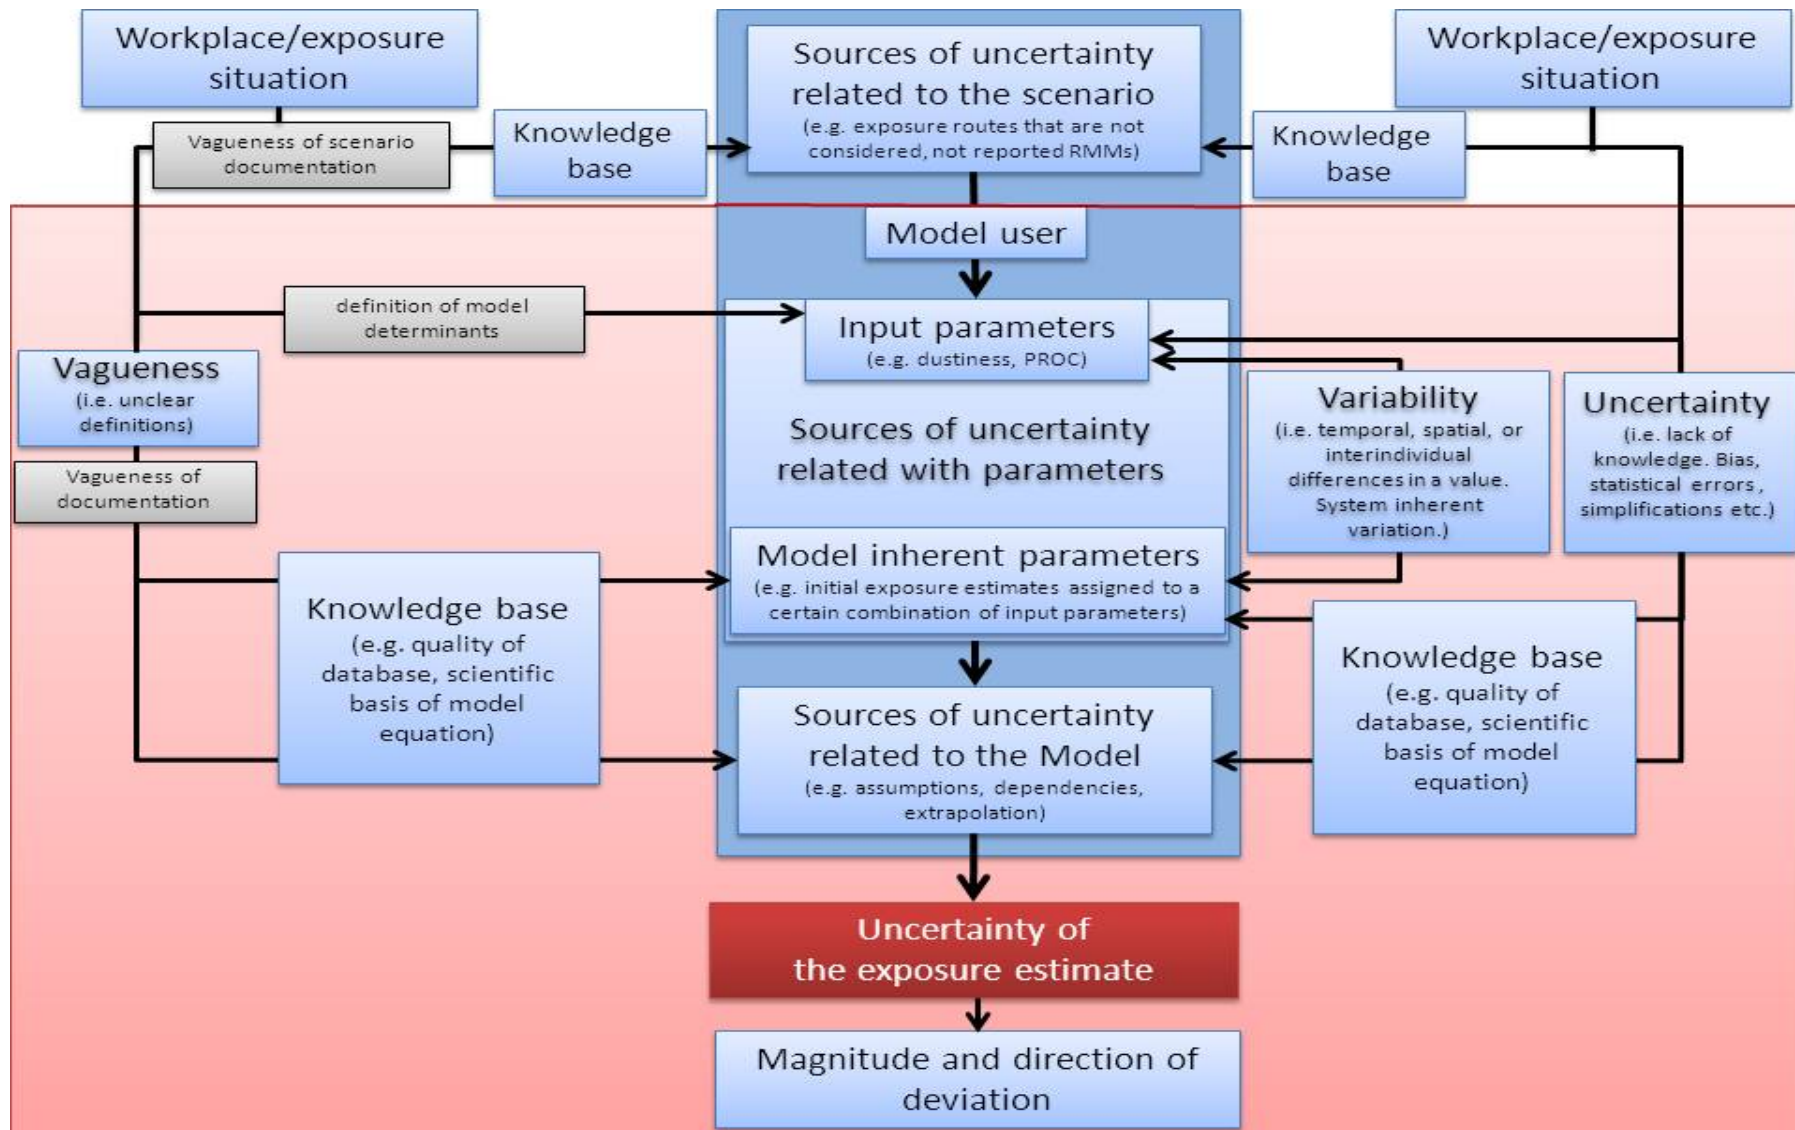 Workplace/exposure
situation
Sources of uncertainty
related to the scenario
(e.g. exposure routes that are not
considered, not reported RMMs)
Workplace/exposure
situation
Vagueness of scenario
documentation
Knowledge
base
Knowledge
base
Model user
definition of model
determinants
Input parameters
(e.g. dustiness, PROC)
Vagueness
(i.e. unclear
definitions)
Variability
(i.e. temporal, spatial, or
interindividual
differences in a value.
System inherent
variation.)
Uncertainty
(i.e. lack of
knowledge. Bias,
statistical errors ,
simplifications etc.)
Sources of uncertainty
related with parameters
Vagueness of
documentation
Model inherent parameters
(e.g. initial exposure estimates assigned to a
certain combination of input parameters)
Knowledge base
(e.g. quality of
database, scientific
basis of model
equation)
Knowledge base
(e.g. quality of
database, scientific
basis of model
equation)
Sources of uncertainty
related to the Model
(e.g. assumptions, dependencies,
extrapolation)
Uncertainty of
the exposure estimate
Magnitude and direction of
deviation